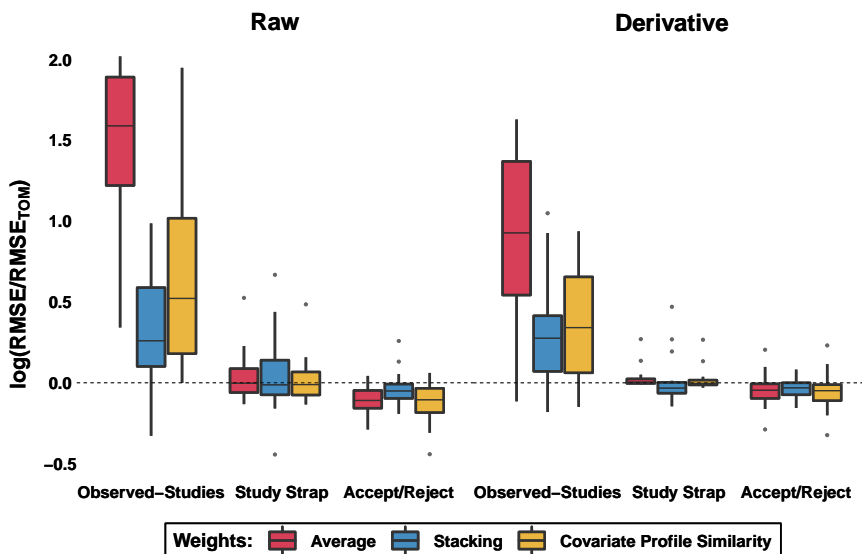 Raw
Derivative
log(RMSE/RMSE_TOM)
2.0
1.5
1.0
0.5
0.0
−0.5
Observed−Studies Study Strap Accept/Reject
Observed−Studies Study Strap Accept/Reject
Weights: Average Stacking Covariate Profile Similarity